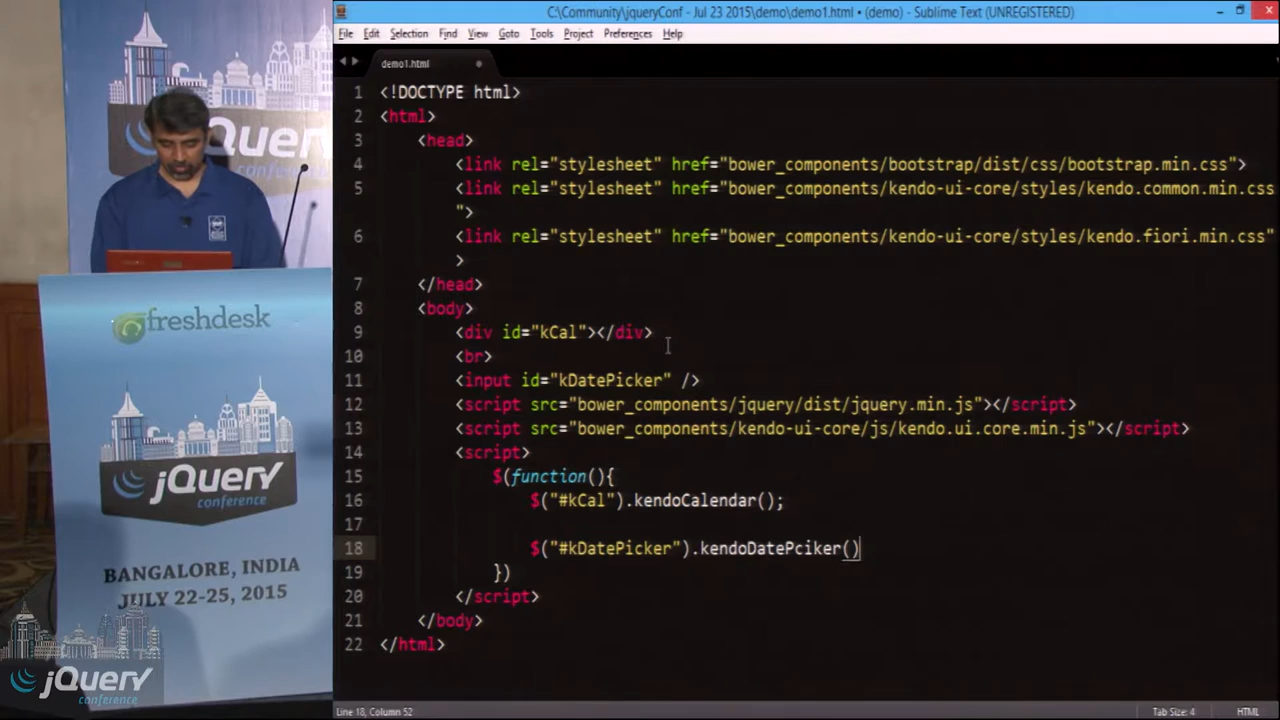 C:\Community\jqueryConf - Jul 23 2015\demo\demo1.html • (demo) - Sublime Text (UNREGISTERED)
File Edit Selection Find View Goto Tools Project Preferences Help
demo1.html
1 <!DOCTYPE html>
2 <html>
3 <head>
4 <link rel="stylesheet" href="bower_components/bootstrap/dist/css/bootstrap.min.css">
5 <link rel="stylesheet" href="bower_components/kendo-ui-core/styles/kendo.common.min.css
">
6 <link rel="stylesheet" href="bower_components/kendo-ui-core/styles/kendo.fiori.min.css"
>
7 </head>
8 <body>
9 <div id="kCal"></div>
10 <br>
11 <input id="kDatePicker" />
12 <script src="bower_components/jquery/dist/jquery.min.js"></script>
13 <script src="bower_components/kendo-ui-core/js/kendo.ui.core.min.js"></script>
14 <script>
15 $(function(){
16 $("#kCal").kendoCalendar();
17
18 $("#kDatePicker").kendoDatePciker()
19 })
20 </script>
21 </body>
22 </html>
Line 18, Column 52
Tab Size: 4
HTML
Query
conference
freshdesk
jQuery
conference
BANGALORE, INDIA
JULY 22-25, 2015
jQuery
conference